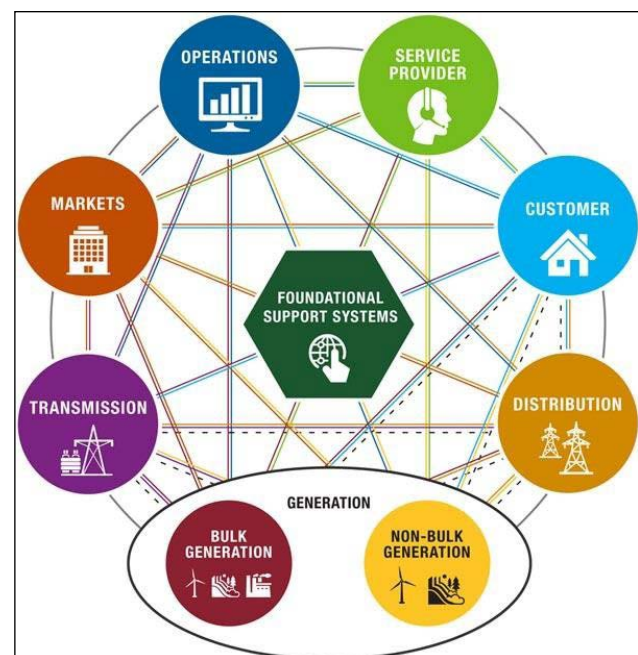 OPERATIONS
SERVICE
PROVIDER
MARKETS
CUSTOMER
FOUNDATIONAL
SUPPORT SYSTEMS
TRANSMISSION
DISTRIBUTION
GENERATION
BULK
GENERATION
NON-BULK
GENERATION